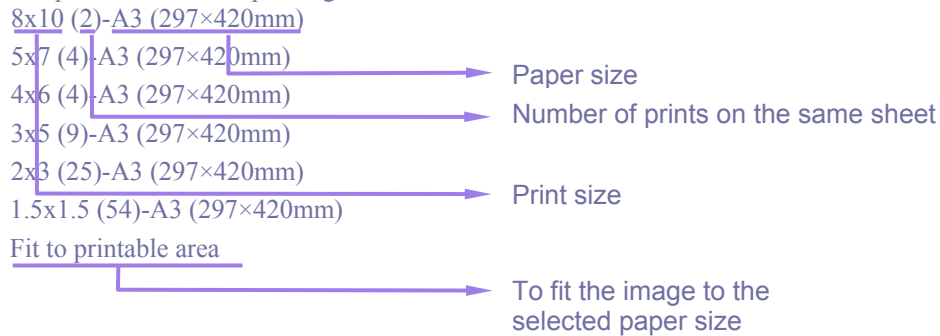 8x10 (2)-A3 (297×420mm)
5x7 (4)-A3 (297×420mm)
4x6 (4)-A3 (297×420mm)
3x5 (9)-A3 (297×420mm)
2x3 (25)-A3 (297×420mm)
1.5x1.5 (54)-A3 (297×420mm)
Fit to printable area
Paper size
Number of prints on the same sheet
Print size
To fit the image to the
selected paper size